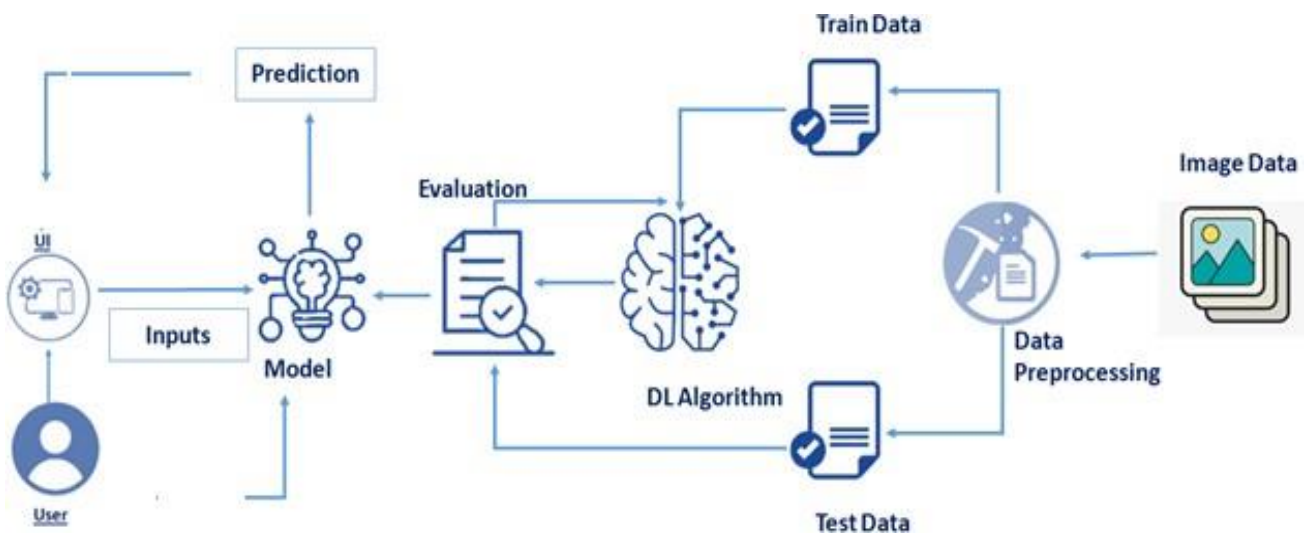 Train Data
Prediction
Image Data
Evaluation
UI
Inputs
Model
Data
Preprocessing
DL Algorithm
User
Test Data